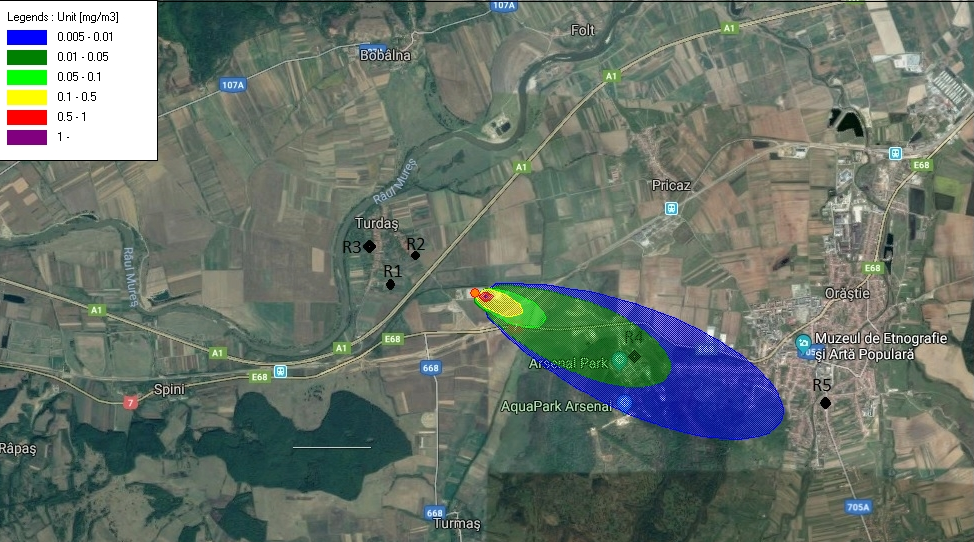 Legends : Unit [mg/m3]
0.005 - 0.01
0.01 - 0.05
0.05 - 0.1
0.1 - 0.5
0.5 - 1
1 -
107A
Folt
A1
Bobâlna
107A
A1
A1
E68
Râul Mureș
Pricaz
Turdaș
R3
R2
R1
Râul Mureș
E68
Orăștie
A1
A1
A1
E68
R4
Muzeul de Etnografie
și Artă Populară
Arsenal Park
668
E68
Spini
R5
7
AquaPark Arsenal
Râpaș
668
Turmaș
705A